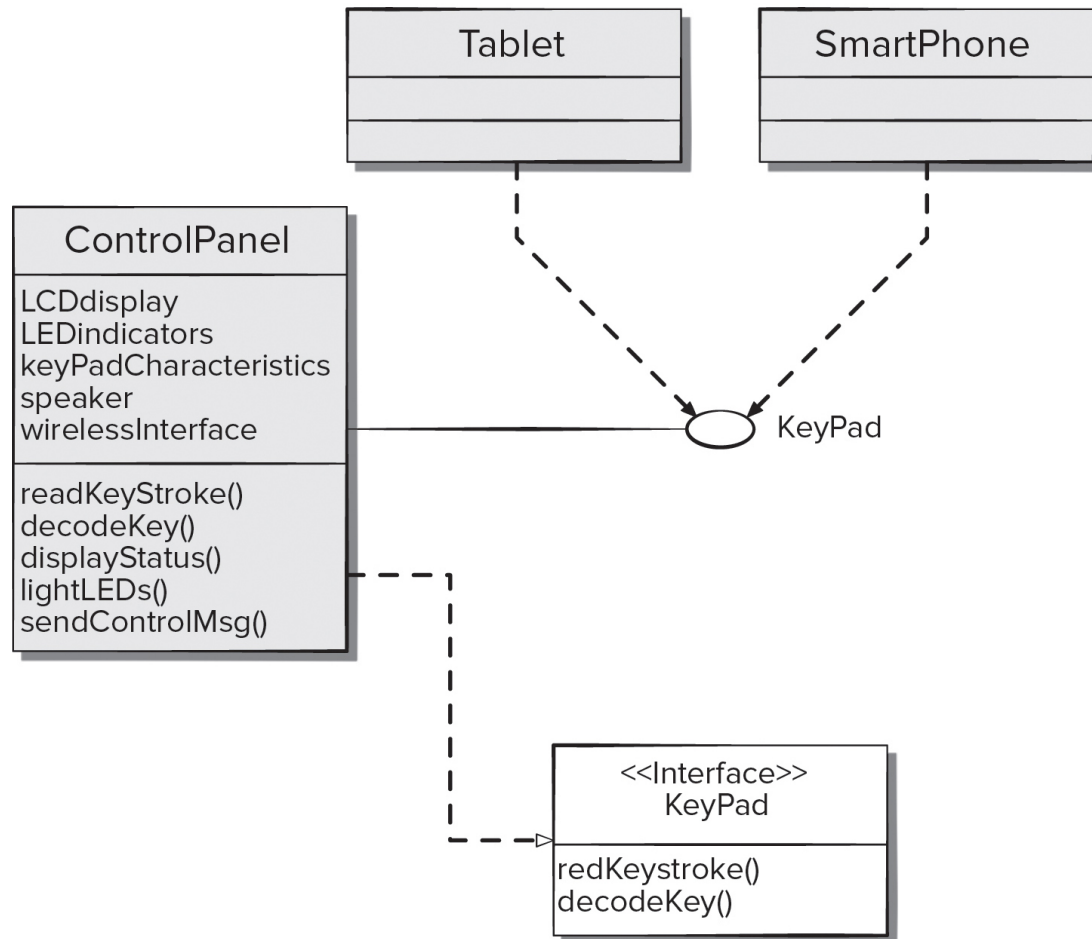 Tablet
SmartPhone
ControlPanel
LCDdisplay
LEDindicators
keyPadCharacteristics
speaker
wirelessInterface
KeyPad
readKeyStroke()
decodeKey()
displayStatus()
lightLEDs()
sendControlMsg()
<<Interface>>
KeyPad
redKeystroke()
decodeKey()